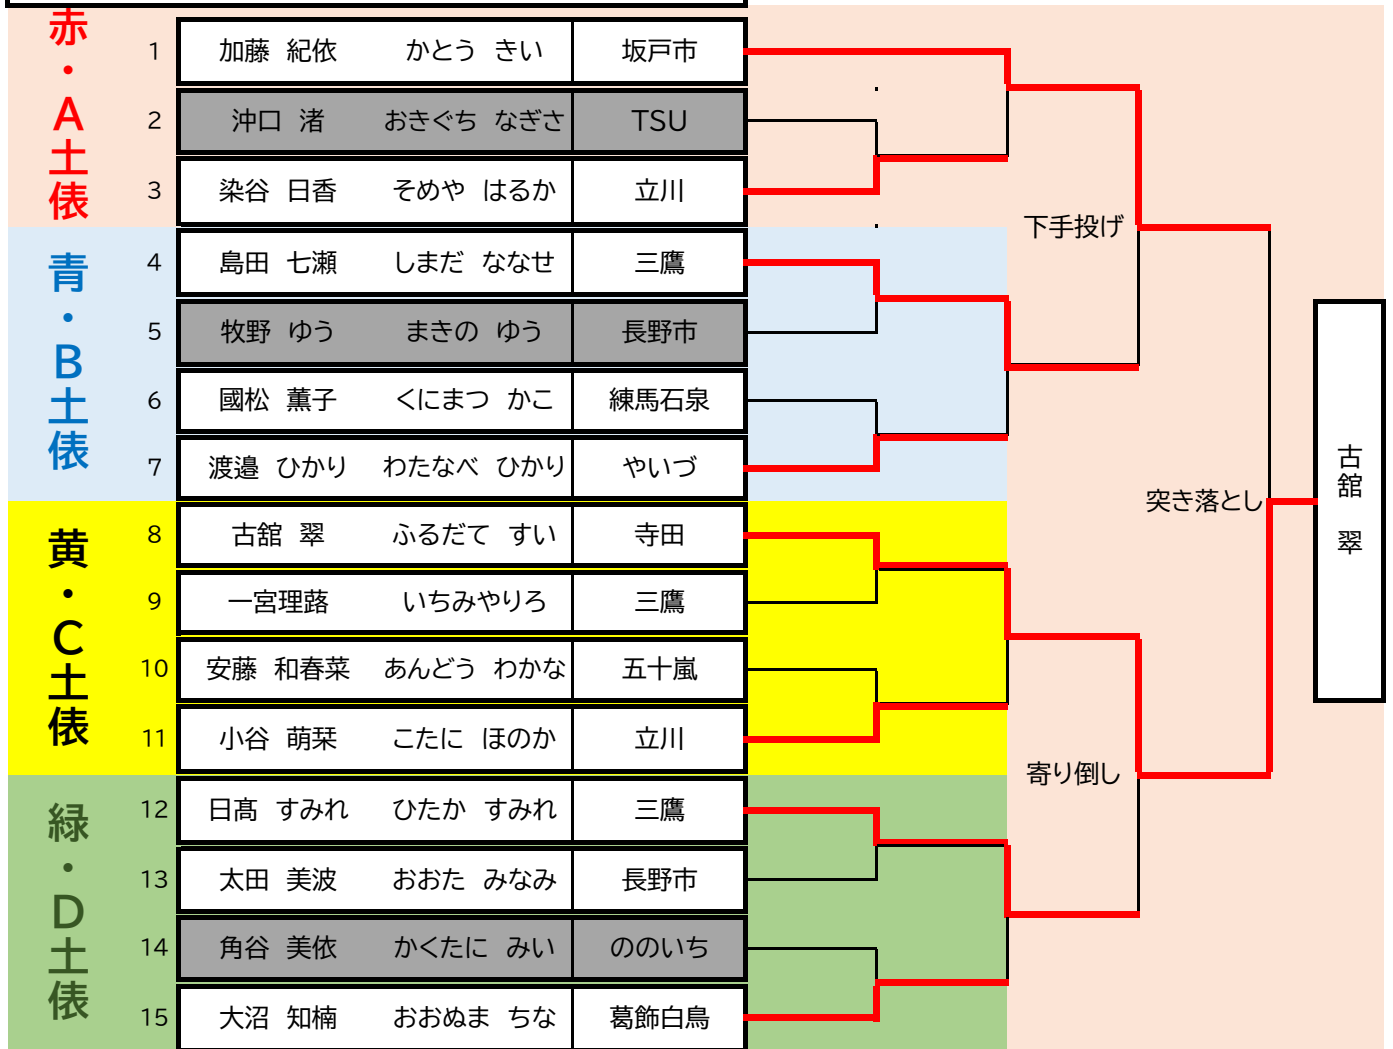 赤・A土俵
1 加藤 紀依 かとう きい 坂戸市
2 沖口 渚 おきぐち なぎさ TSU
3 染谷 日香 そめや はるか 立川
下手投げ
青・B土俵
4 島田 七瀬 しまだ ななせ 三鷹
5 牧野 ゆう まきの ゆう 長野市
6 國松 薫子 くにまつ かこ 練馬石泉
7 渡邉 ひかり わたなべ ひかり やいづ
突き落とし
古舘 翠
黄・C土俵
8 古舘 翠 ふるだて すい 寺田
9 一宮理蕗 いちみやりろ 三鷹
10 安藤 和春菜 あんどう わかな 五十嵐
11 小谷 萌栞 こたに ほのか 立川
寄り倒し
緑・D土俵
12 日髙 すみれ ひたか すみれ 三鷹
13 太田 美波 おおた みなみ 長野市
14 角谷 美依 かくたに みい ののいち
15 大沼 知楠 おおぬま ちな 葛飾白鳥